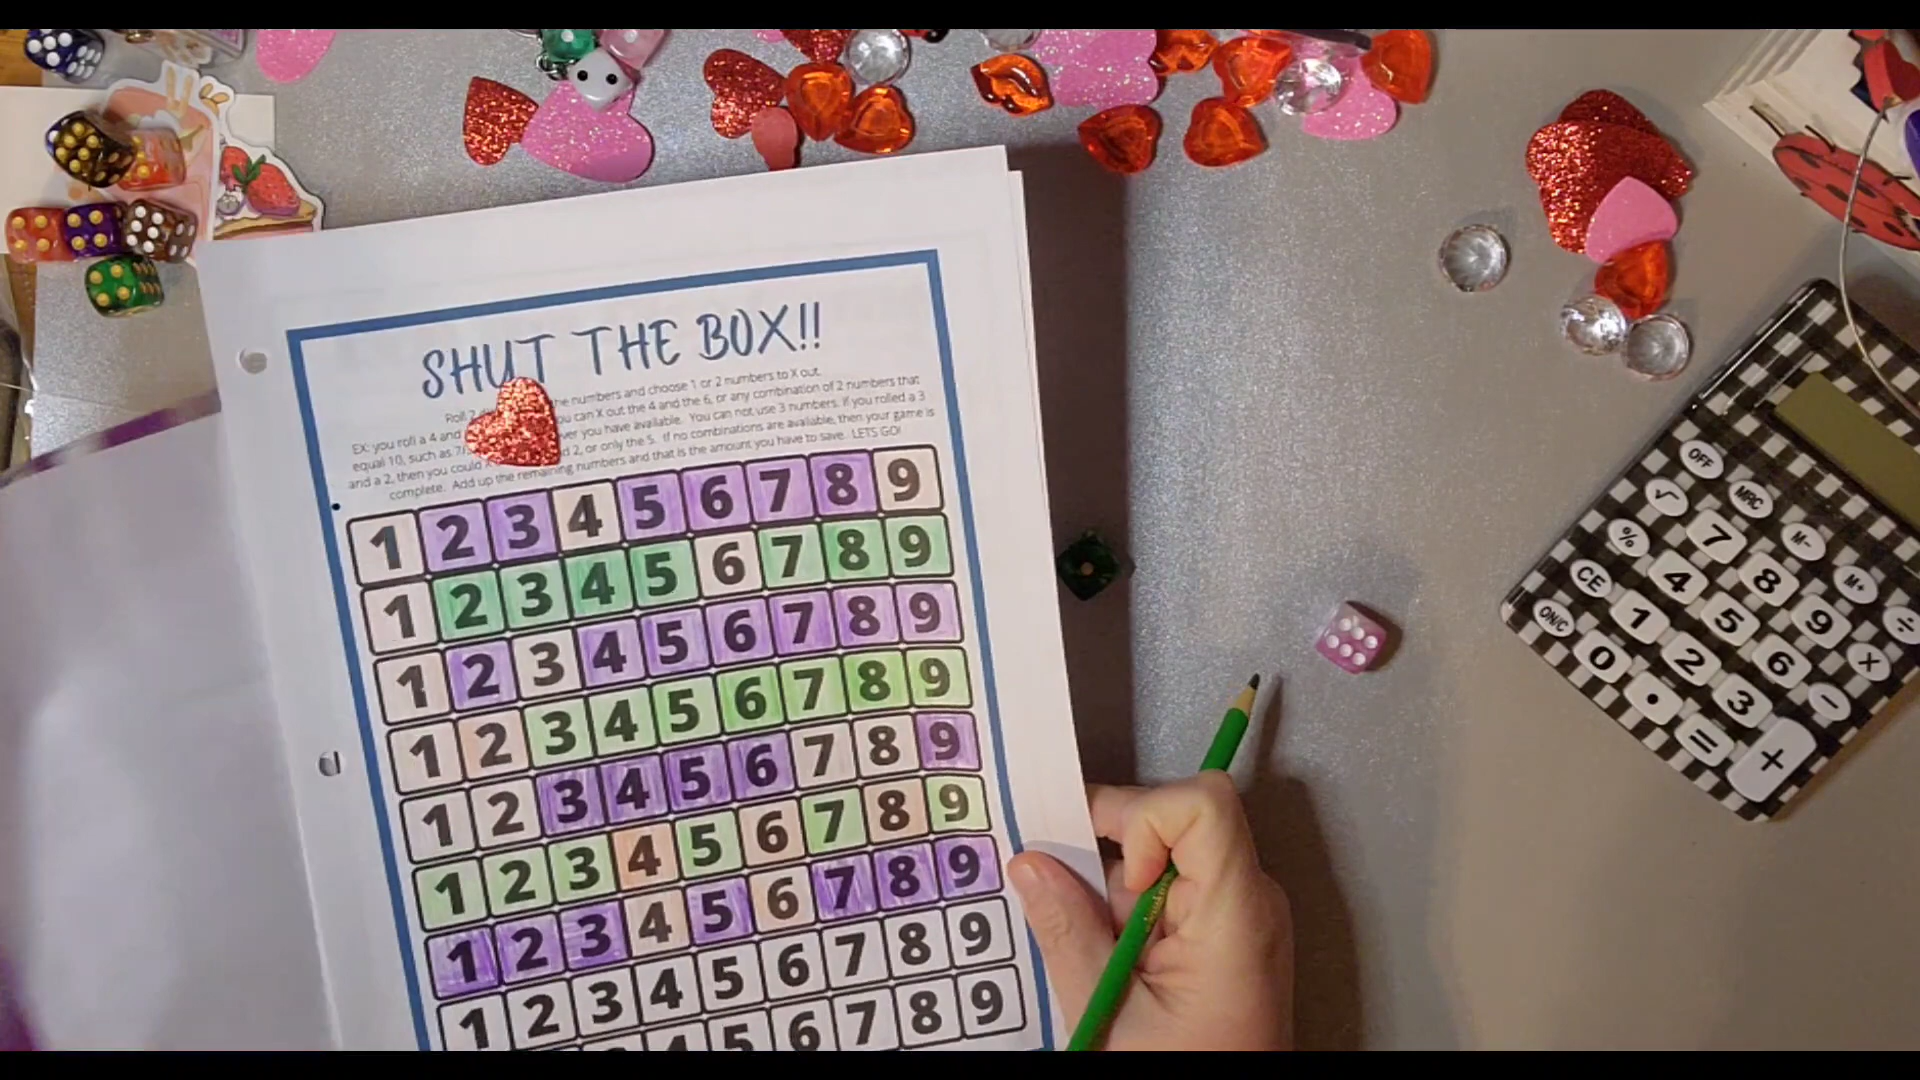 SHUT THE BOX!!
Roll 2 the numbers and choose 1 or 2 numbers to X out.
EX: you roll a 4 and ou can X out the 4 and the 6, or any combination of 2 numbers that
equal 10, such as 7/ ver you have available. You can not use 3 numbers. If you rolled a 3
and a 2, then you could d 2, or only the 5. If no combinations are available, then your game is
complete. Add up the remaining numbers and that is the amount you have to save. LETS GO!
1 2 3 4 5 6 7 8 9
1 2 3 4 5 6 7 8 9
1 2 3 4 5 6 7 8 9
1 2 3 4 5 6 7 8 9
1 2 3 4 5 6 7 8 9
1 2 3 4 5 6 7 8 9
1 2 3 4 5 6 7 8 9
1 2 3 4 5 6 7 8 9
1 2 3 4 5 6 7 8 9
4 5 6 7 8 9
OFF
√ MRC
% 7 M-
CE 4 8 M+
ON/C 1 5 9 ÷
0 2 6 ×
. 3 −
= +